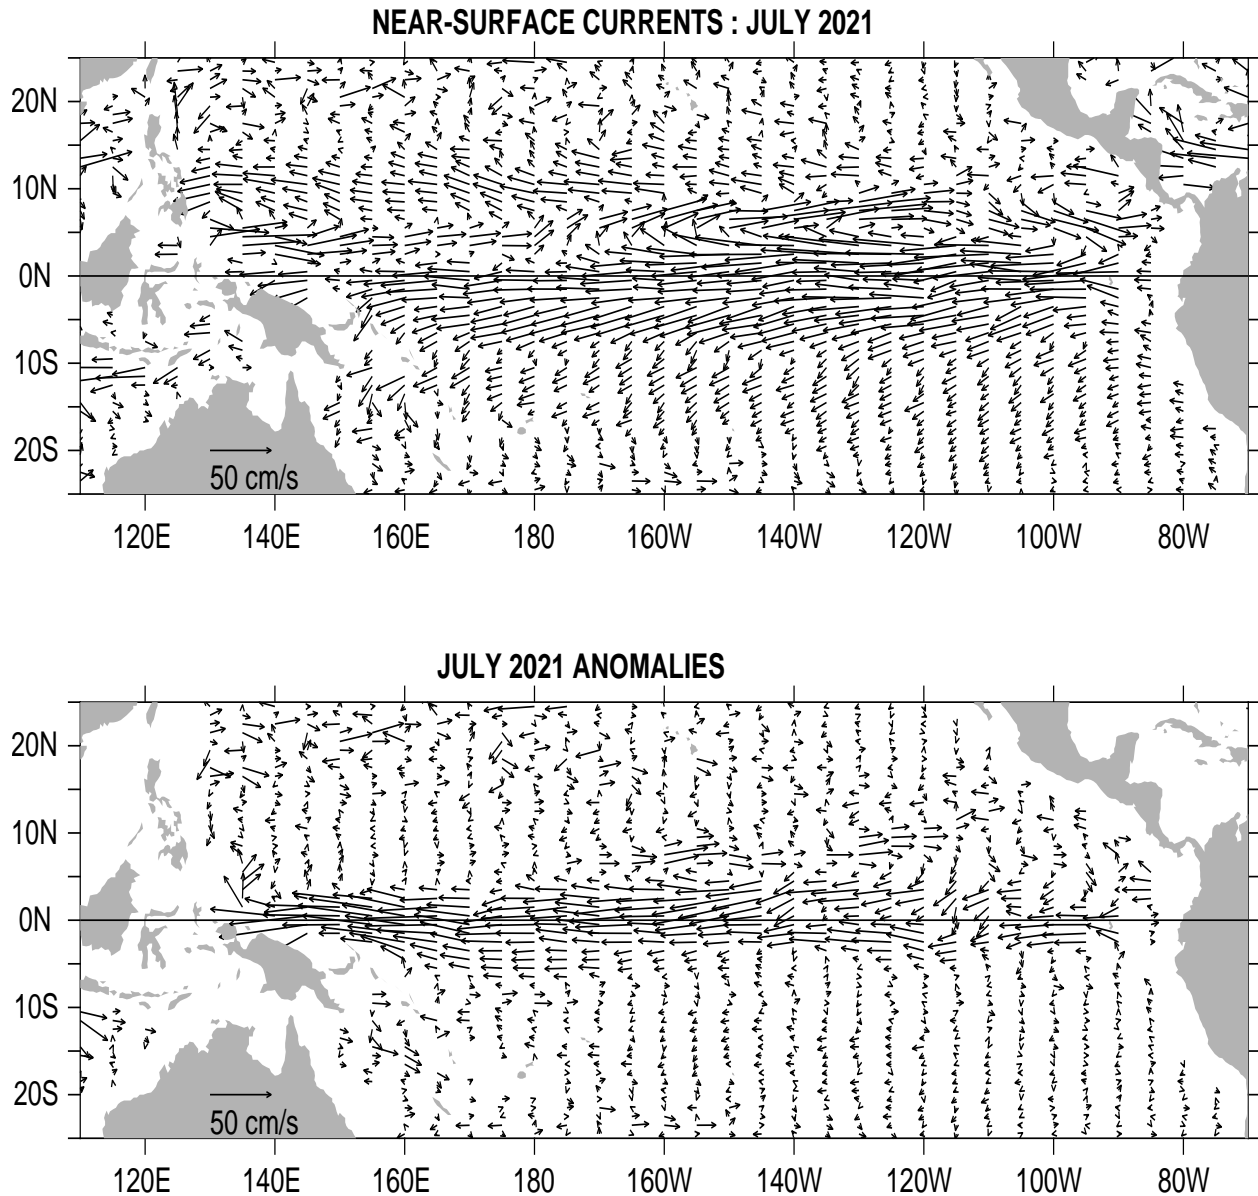 NEAR-SURFACE CURRENTS : JULY 2021
20N
10N
0N
10S
20S
50 cm/s
120E 140E 160E 180 160W 140W 120W 100W 80W
JULY 2021 ANOMALIES
20N
10N
0N
10S
20S
50 cm/s
120E 140E 160E 180 160W 140W 120W 100W 80W